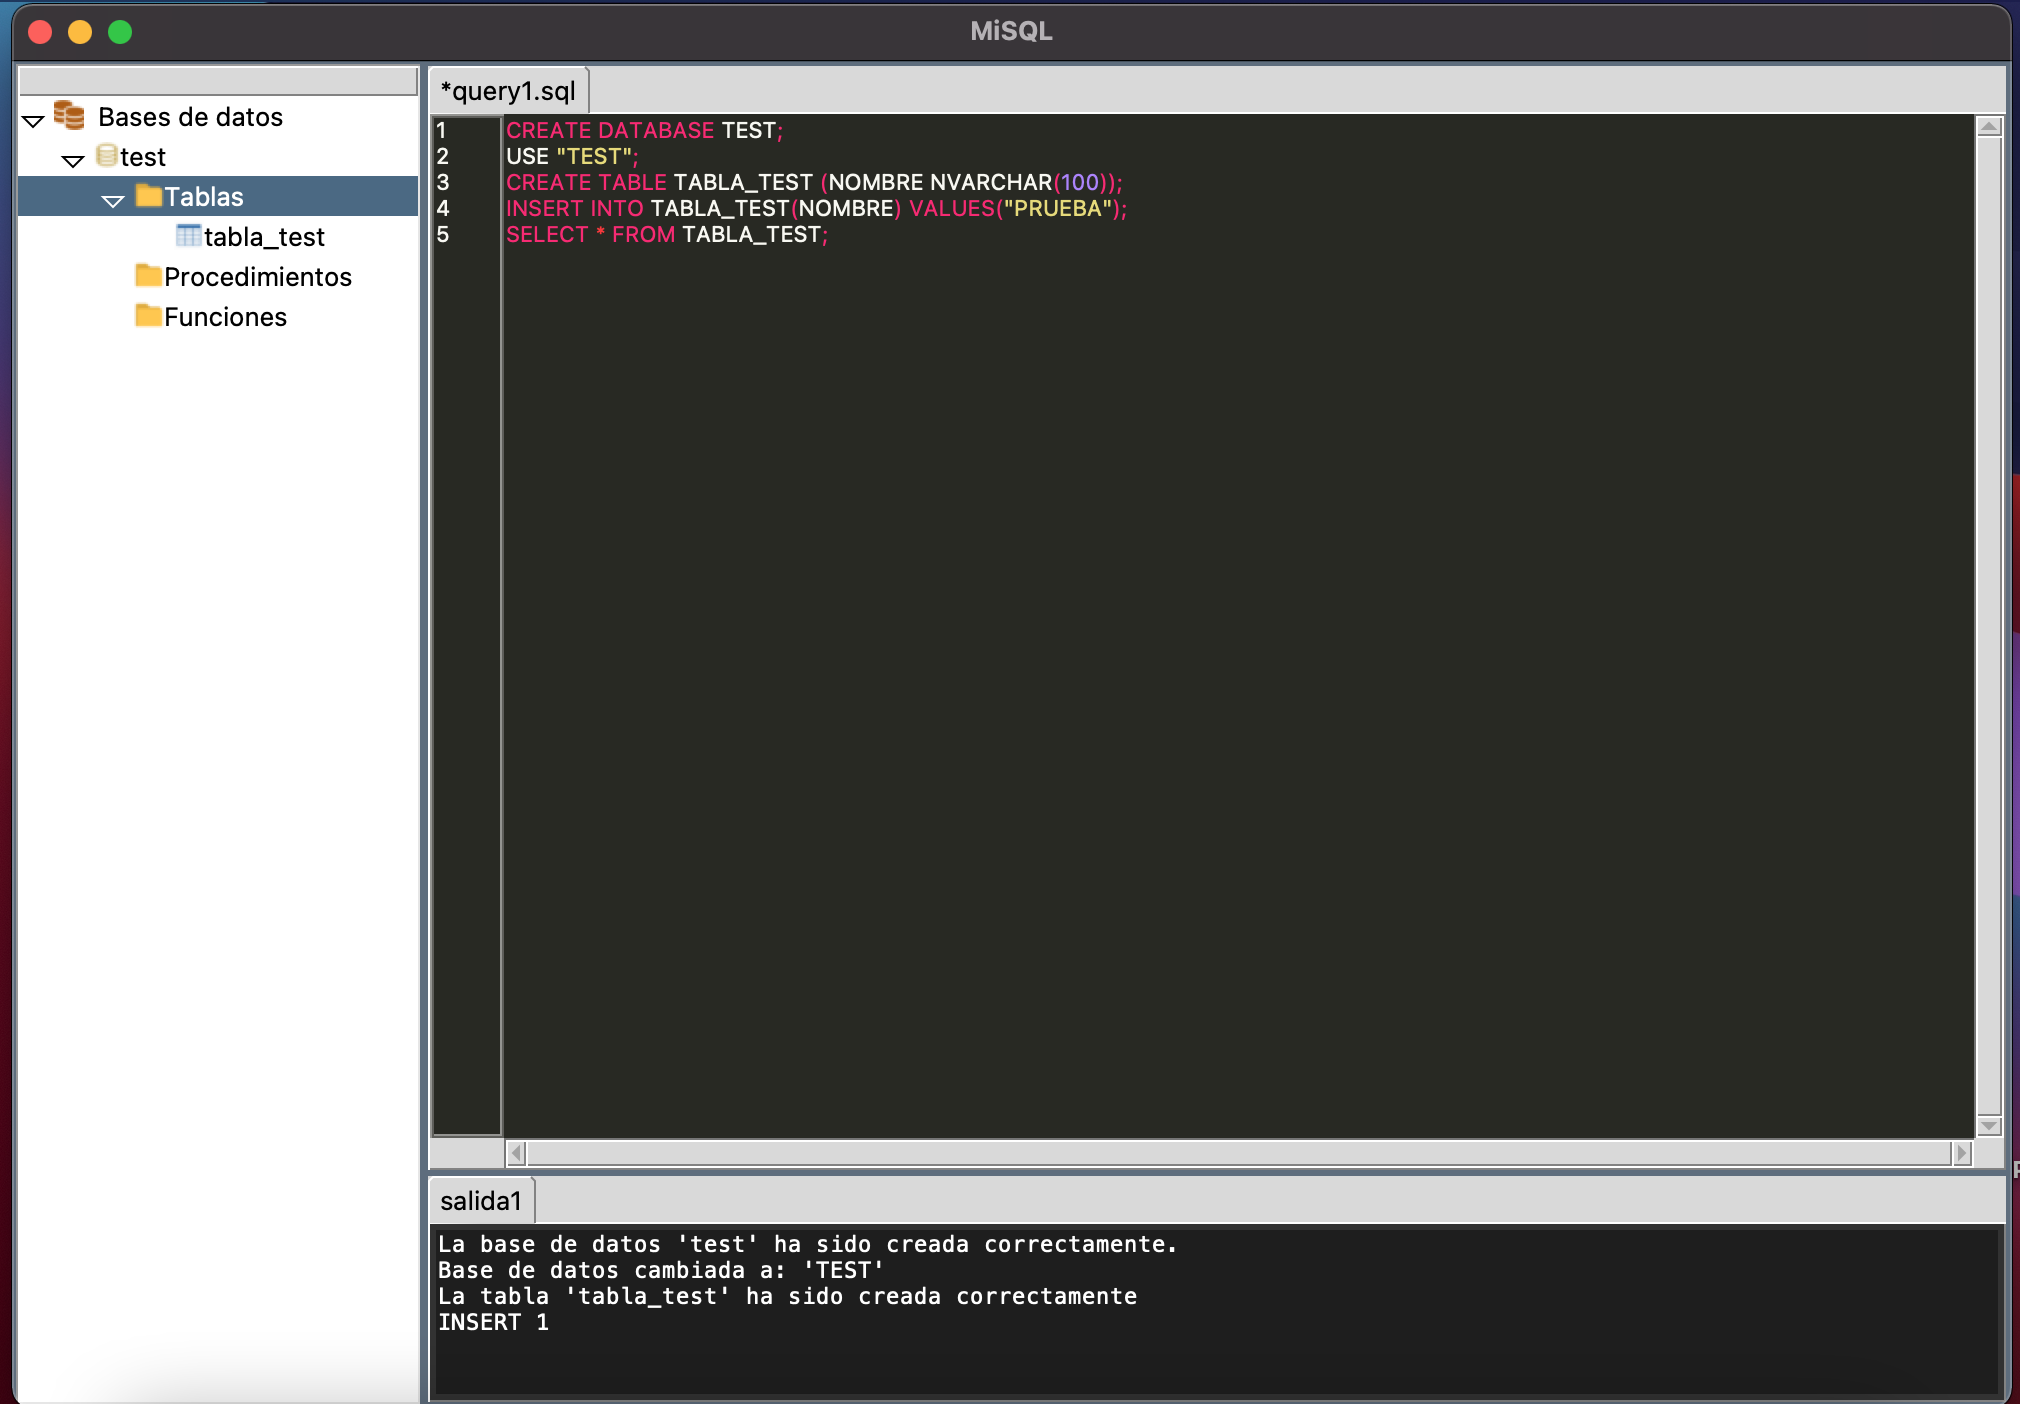 MiSQL
Bases de datos
test
Tablas
tabla_test
Procedimientos
Funciones
*query1.sql
1 CREATE DATABASE TEST;
2 USE "TEST";
3 CREATE TABLE TABLA_TEST (NOMBRE NVARCHAR(100));
4 INSERT INTO TABLA_TEST(NOMBRE) VALUES("PRUEBA");
5 SELECT * FROM TABLA_TEST;
salida1
La base de datos 'test' ha sido creada correctamente.
Base de datos cambiada a: 'TEST'
La tabla 'tabla_test' ha sido creada correctamente
INSERT 1